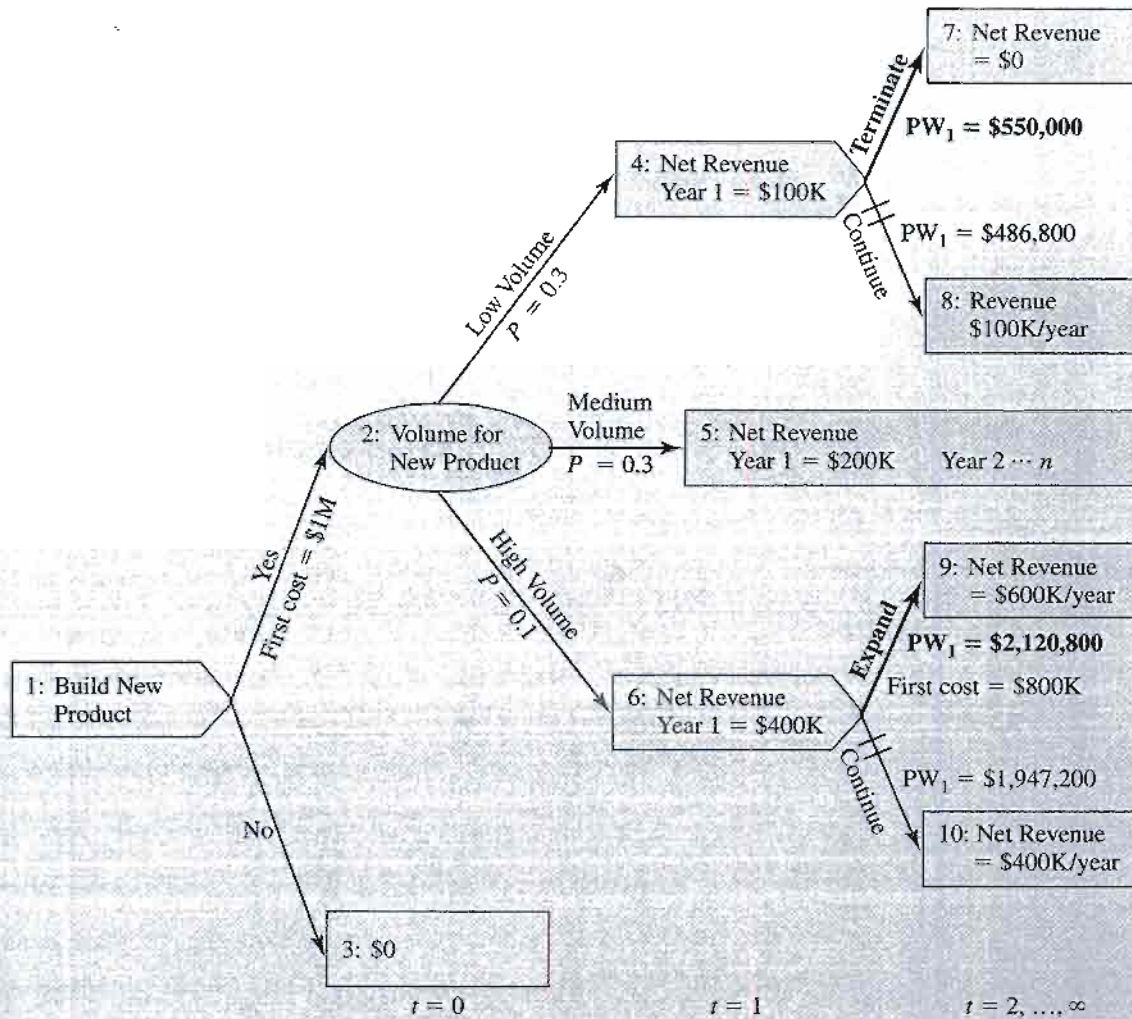 7: Net Revenue
= $0
Terminate
PW₁ = $550,000
4: Net Revenue
Year 1 = $100K
Continue
PW₁ = $486,800
8: Revenue
$100K/year
Low Volume
P = 0.3
2: Volume for
New Product
Medium
Volume
P = 0.3
5: Net Revenue
Year 1 = $200K Year 2 ··· n
High Volume
P = 0.1
Yes
First cost = $1M
1: Build New
Product
No
3: $0
9: Net Revenue
= $600K/year
Expand
PW₁ = $2,120,800
First cost = $800K
6: Net Revenue
Year 1 = $400K
Continue
PW₁ = $1,947,200
10: Net Revenue
= $400K/year
t = 0 t = 1 t = 2, ..., ∞